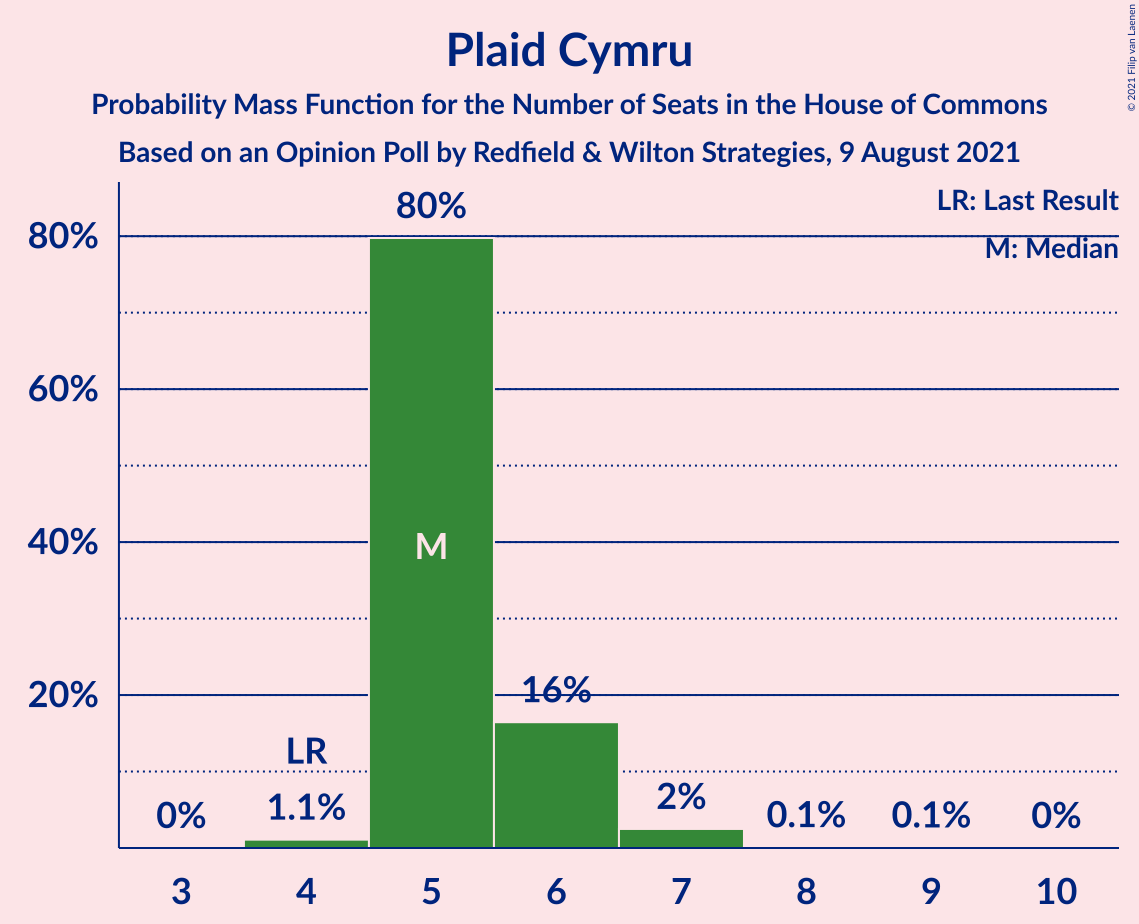 Plaid Cymru
Probability Mass Function for the Number of Seats in the House of Commons
Based on an Opinion Poll by Redfield & Wilton Strategies, 9 August 2021
© 2021 Filip van Laenen
LR: Last Result
M: Median
80%
60%
40%
20%
0%
LR
1.1%
80%
M
16%
2%
0.1%
0.1%
0%
3 4 5 6 7 8 9 10